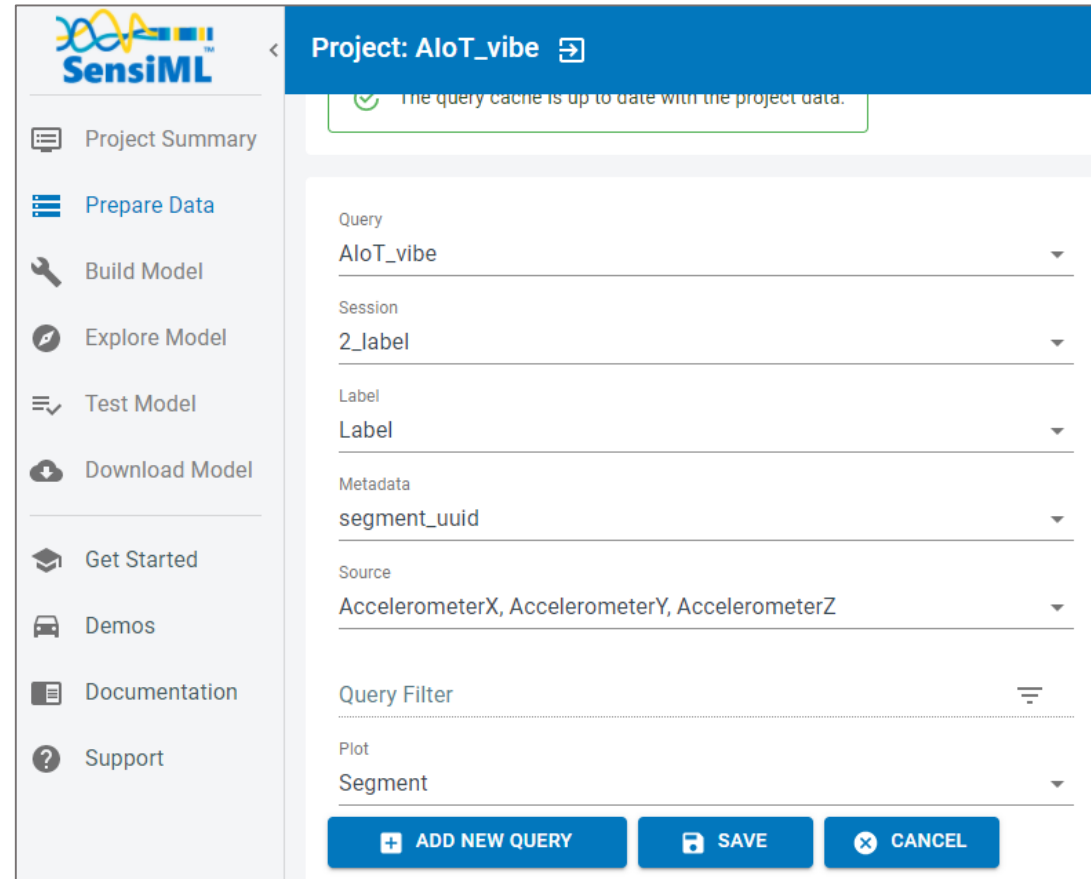 SensiML™
Project: AIoT_vibe
The query cache is up to date with the project data.
Project Summary
Prepare Data
Build Model
Explore Model
Test Model
Download Model
Get Started
Demos
Documentation
Support
Query
AIoT_vibe
Session
2_label
Label
Label
Metadata
segment_uuid
Source
AccelerometerX, AccelerometerY, AccelerometerZ
Query Filter
Plot
Segment
ADD NEW QUERY
SAVE
CANCEL